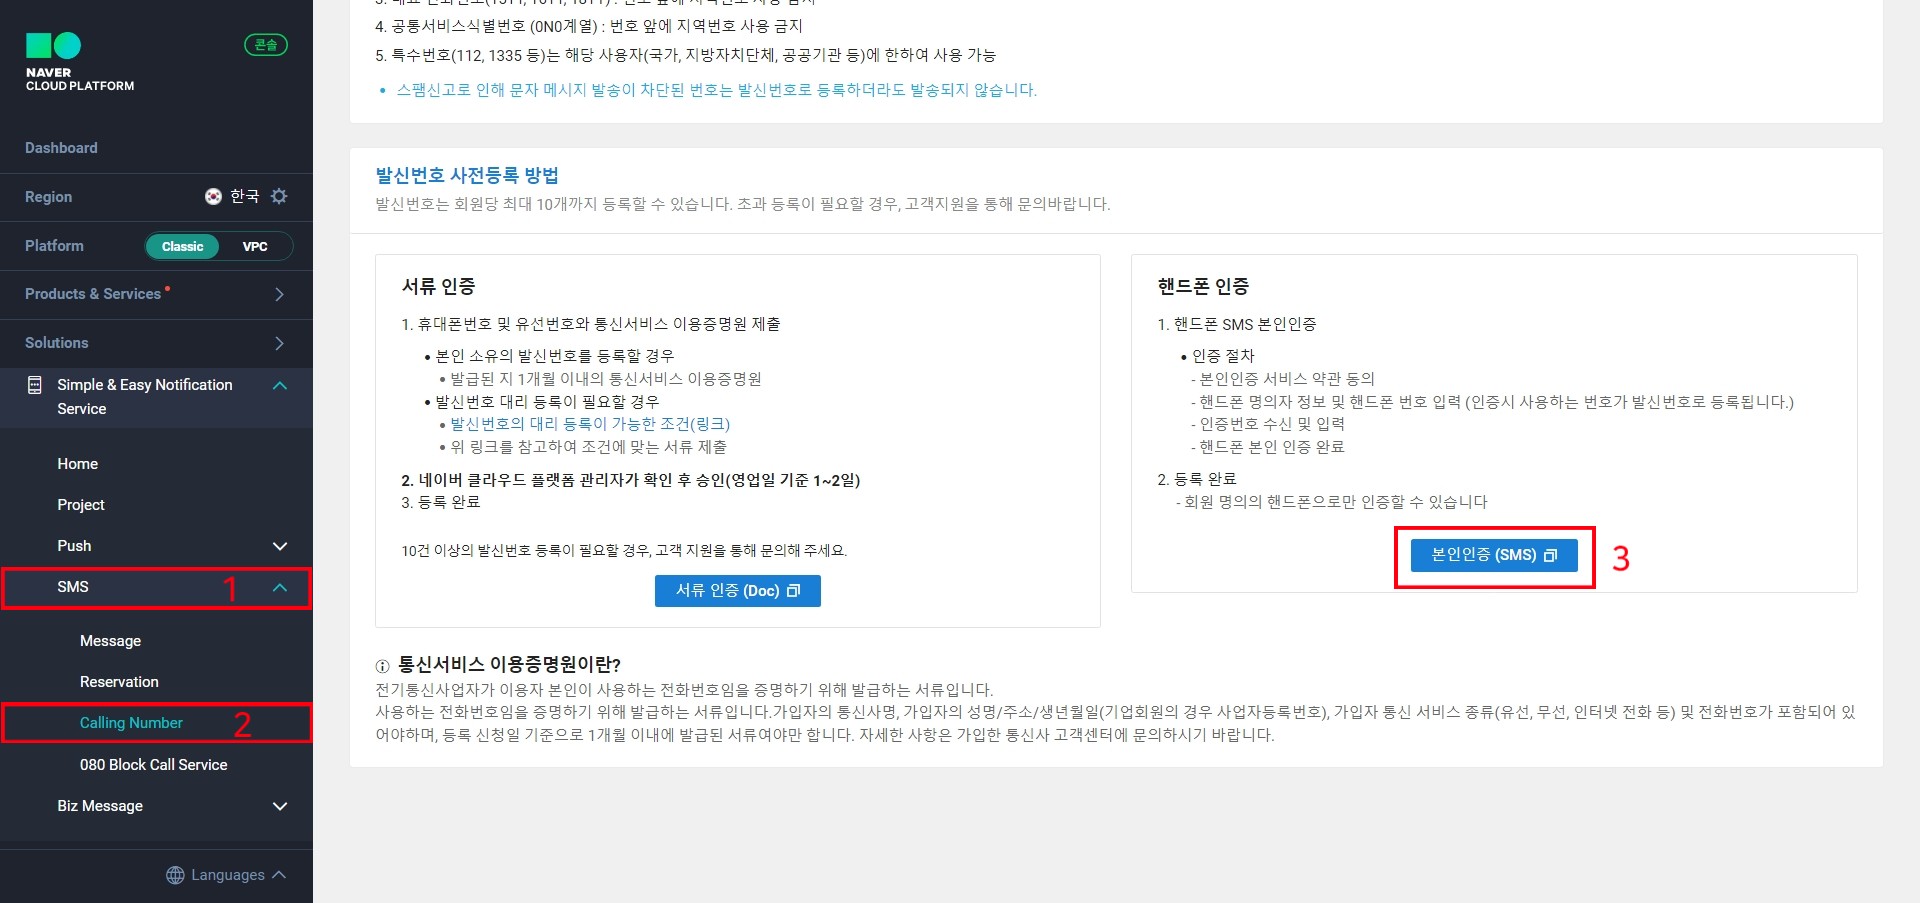 NAVER
CLOUD PLATFORM
콘솔
Dashboard
Region 한국
Platform Classic VPC
Products & Services
Solutions
Simple & Easy Notification
Service
Home
Project
Push
SMS 1
Message
Reservation
Calling Number 2
080 Block Call Service
Biz Message
Languages
4. 공통서비스식별번호 (0N0계열) : 번호 앞에 지역번호 사용 금지
5. 특수번호(112, 1335 등)는 해당 사용자(국가, 지방자치단체, 공공기관 등)에 한하여 사용 가능
• 스팸신고로 인해 문자 메시지 발송이 차단된 번호는 발신번호로 등록하더라도 발송되지 않습니다.
발신번호 사전등록 방법
발신번호는 회원당 최대 10개까지 등록할 수 있습니다. 초과 등록이 필요할 경우, 고객지원을 통해 문의바랍니다.
서류 인증
1. 휴대폰번호 및 유선번호와 통신서비스 이용증명원 제출
• 본인 소유의 발신번호를 등록할 경우
• 발급된 지 1개월 이내의 통신서비스 이용증명원
• 발신번호 대리 등록이 필요할 경우
• 발신번호의 대리 등록이 가능한 조건(링크)
• 위 링크를 참고하여 조건에 맞는 서류 제출
2. 네이버 클라우드 플랫폼 관리자가 확인 후 승인(영업일 기준 1~2일)
3. 등록 완료
10건 이상의 발신번호 등록이 필요할 경우, 고객 지원을 통해 문의해 주세요.
서류 인증 (Doc)
핸드폰 인증
1. 핸드폰 SMS 본인인증
• 인증 절차
- 본인인증 서비스 약관 동의
- 핸드폰 명의자 정보 및 핸드폰 번호 입력 (인증시 사용하는 번호가 발신번호로 등록됩니다.)
- 인증번호 수신 및 입력
- 핸드폰 본인 인증 완료
2. 등록 완료
- 회원 명의의 핸드폰으로만 인증할 수 있습니다
본인인증 (SMS) 3
통신서비스 이용증명원이란?
전기통신사업자가 이용자 본인이 사용하는 전화번호임을 증명하기 위해 발급하는 서류입니다.
사용하는 전화번호임을 증명하기 위해 발급하는 서류입니다.가입자의 통신사명, 가입자의 성명/주소/생년월일(기업회원의 경우 사업자등록번호), 가입자 통신 서비스 종류(유선, 무선, 인터넷 전화 등) 및 전화번호가 포함되어 있
어야하며, 등록 신청일 기준으로 1개월 이내에 발급된 서류여야만 합니다. 자세한 사항은 가입한 통신사 고객센터에 문의하시기 바랍니다.